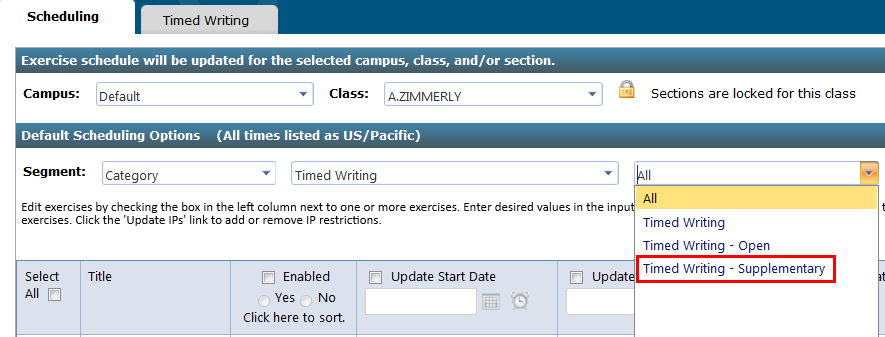 Scheduling
Timed Writing
Exercise schedule will be updated for the selected campus, class, and/or section.
Campus: Default Class: A.ZIMMERLY Sections are locked for this class
Default Scheduling Options (All times listed as US/Pacific)
Segment: Category Timed Writing All
All
Timed Writing
Timed Writing - Open
Timed Writing - Supplementary
Edit exercises by checking the box in the left column next to one or more exercises. Enter desired values in the input
exercises. Click the 'Update IPs' link to add or remove IP restrictions.
Select All
Title
Enabled
Yes No
Click here to sort.
Update Start Date
Update